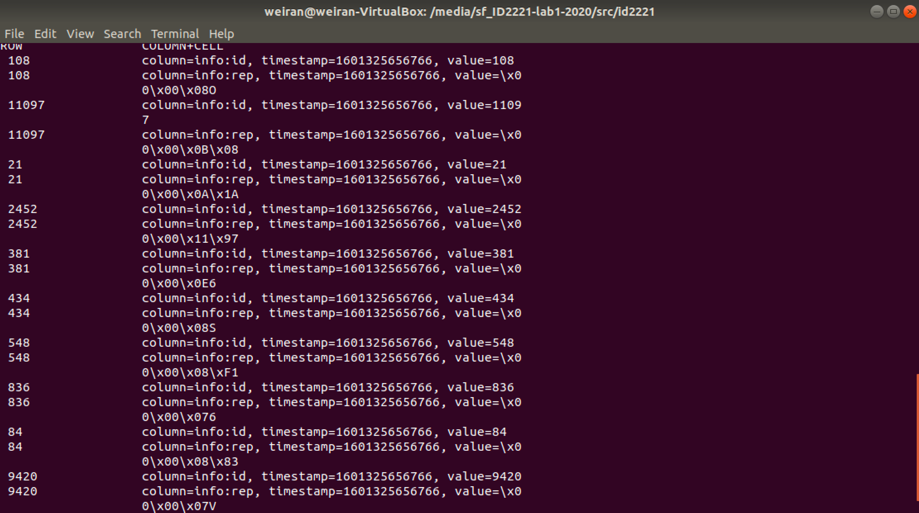 weiran@weiran-VirtualBox: /media/sf_ID2221-lab1-2020/src/id2221
File Edit View Search Terminal Help
ROW COLUMN+CELL
108 column=info:id, timestamp=1601325656766, value=108
108 column=info:rep, timestamp=1601325656766, value=\x0
0\x00\x08O
11097 column=info:id, timestamp=1601325656766, value=1109
7
11097 column=info:rep, timestamp=1601325656766, value=\x0
0\x00\x0B\x08
21 column=info:id, timestamp=1601325656766, value=21
21 column=info:rep, timestamp=1601325656766, value=\x0
0\x00\x0A\x1A
2452 column=info:id, timestamp=1601325656766, value=2452
2452 column=info:rep, timestamp=1601325656766, value=\x0
0\x00\x11\x97
381 column=info:id, timestamp=1601325656766, value=381
381 column=info:rep, timestamp=1601325656766, value=\x0
0\x00\x0E6
434 column=info:id, timestamp=1601325656766, value=434
434 column=info:rep, timestamp=1601325656766, value=\x0
0\x00\x08S
548 column=info:id, timestamp=1601325656766, value=548
548 column=info:rep, timestamp=1601325656766, value=\x0
0\x00\x08\xF1
836 column=info:id, timestamp=1601325656766, value=836
836 column=info:rep, timestamp=1601325656766, value=\x0
0\x00\x076
84 column=info:id, timestamp=1601325656766, value=84
84 column=info:rep, timestamp=1601325656766, value=\x0
0\x00\x08\x83
9420 column=info:id, timestamp=1601325656766, value=9420
9420 column=info:rep, timestamp=1601325656766, value=\x0
0\x00\x07V